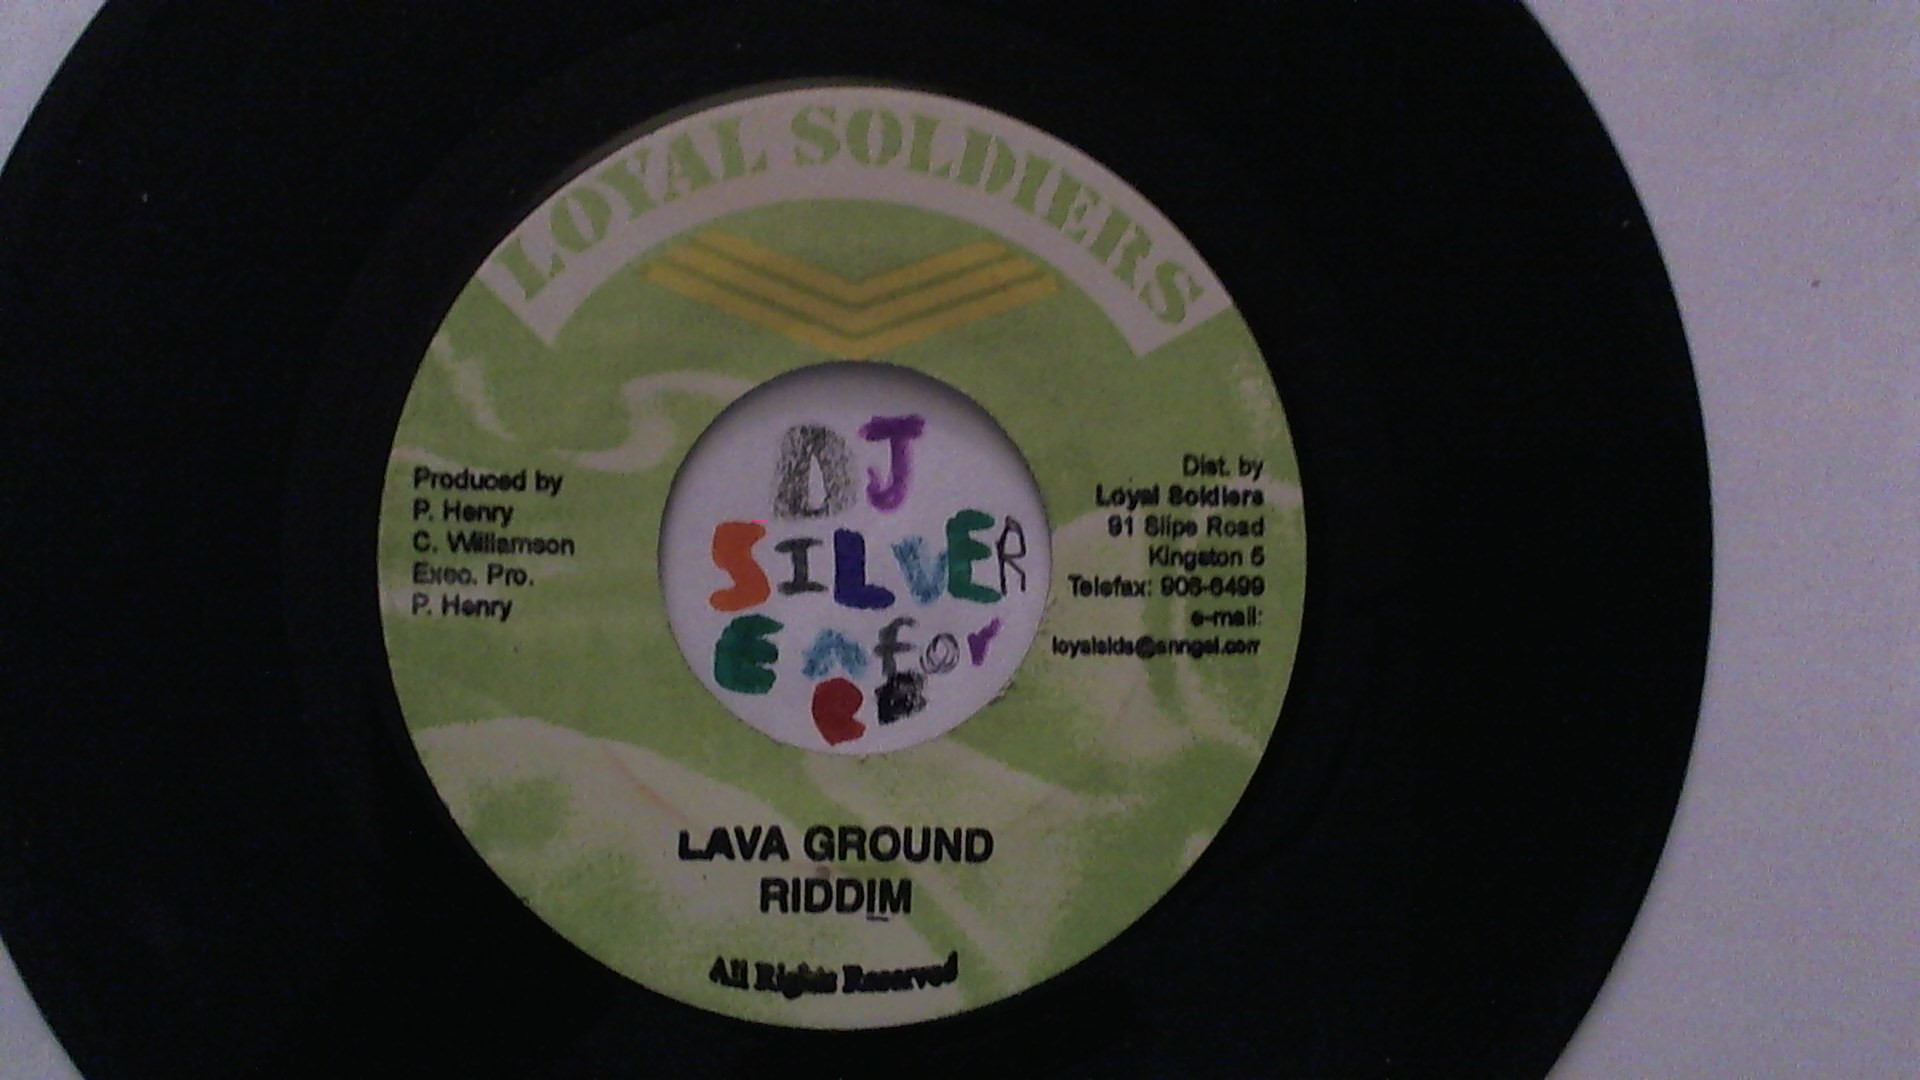 LOYAL SOLDIERS
Produced by
P. Henry
C. Williamson
Exec. Pro.
P. Henry
DJ
SILVER
Dist. by
Loyal Soldiers
91 Slipe Road
Kingston 5
Telefax: 906-6499
e-mail:
LAVA GROUND
RIDDIM
All Rights Reserved